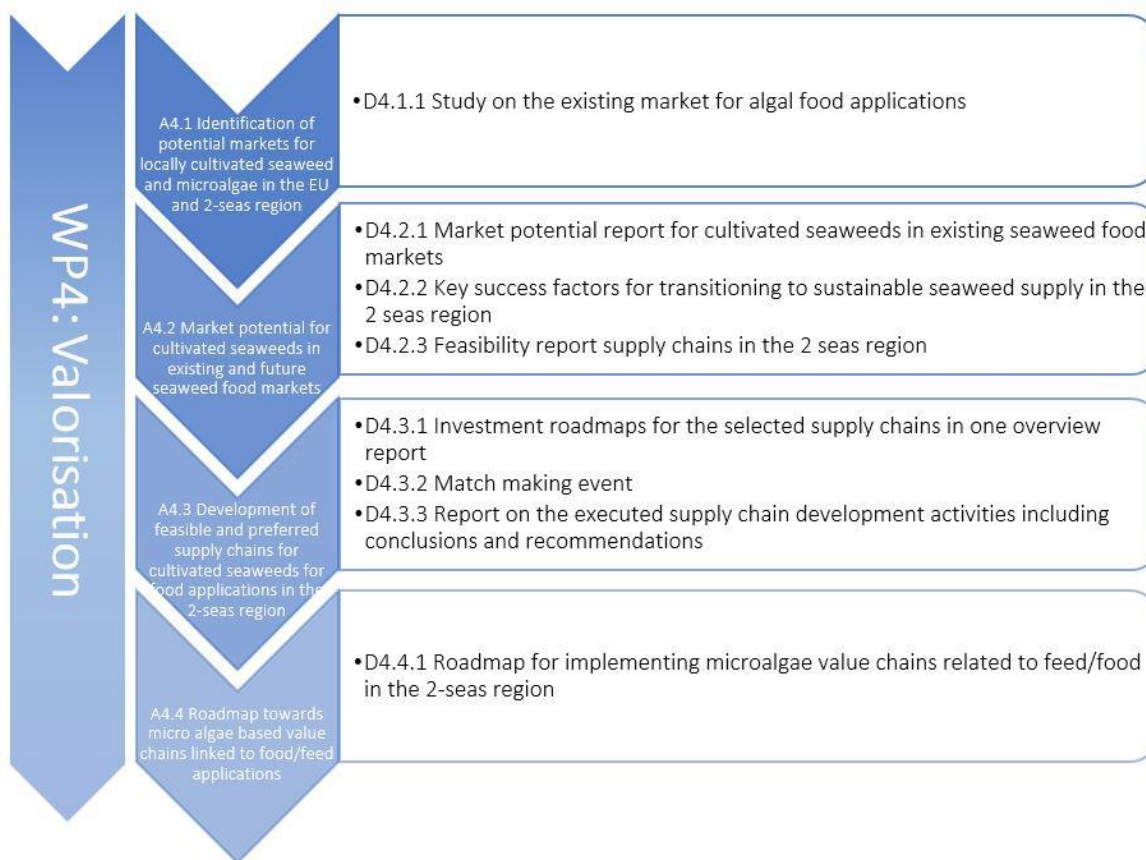 WP4: Valorisation
A4.1 Identification of
potential markets for
locally cultivated seaweed
and microalgae in the EU
and 2-seas region
•D4.1.1 Study on the existing market for algal food applications
A4.2 Market potential for
cultivated seaweeds in
existing and future
seaweed food markets
•D4.2.1 Market potential report for cultivated seaweeds in existing seaweed food
markets
•D4.2.2 Key success factors for transitioning to sustainable seaweed supply in the
2 seas region
•D4.2.3 Feasibility report supply chains in the 2 seas region
A4.3 Development of
feasible and preferred
supply chains for
cultivated seaweeds for
food applications in the
2-seas region
•D4.3.1 Investment roadmaps for the selected supply chains in one overview
report
•D4.3.2 Match making event
•D4.3.3 Report on the executed supply chain development activities including
conclusions and recommendations
A4.4 Roadmap towards
micro algae based value
chains linked to food/feed
applications
•D4.4.1 Roadmap for implementing microalgae value chains related to feed/food
in the 2-seas region